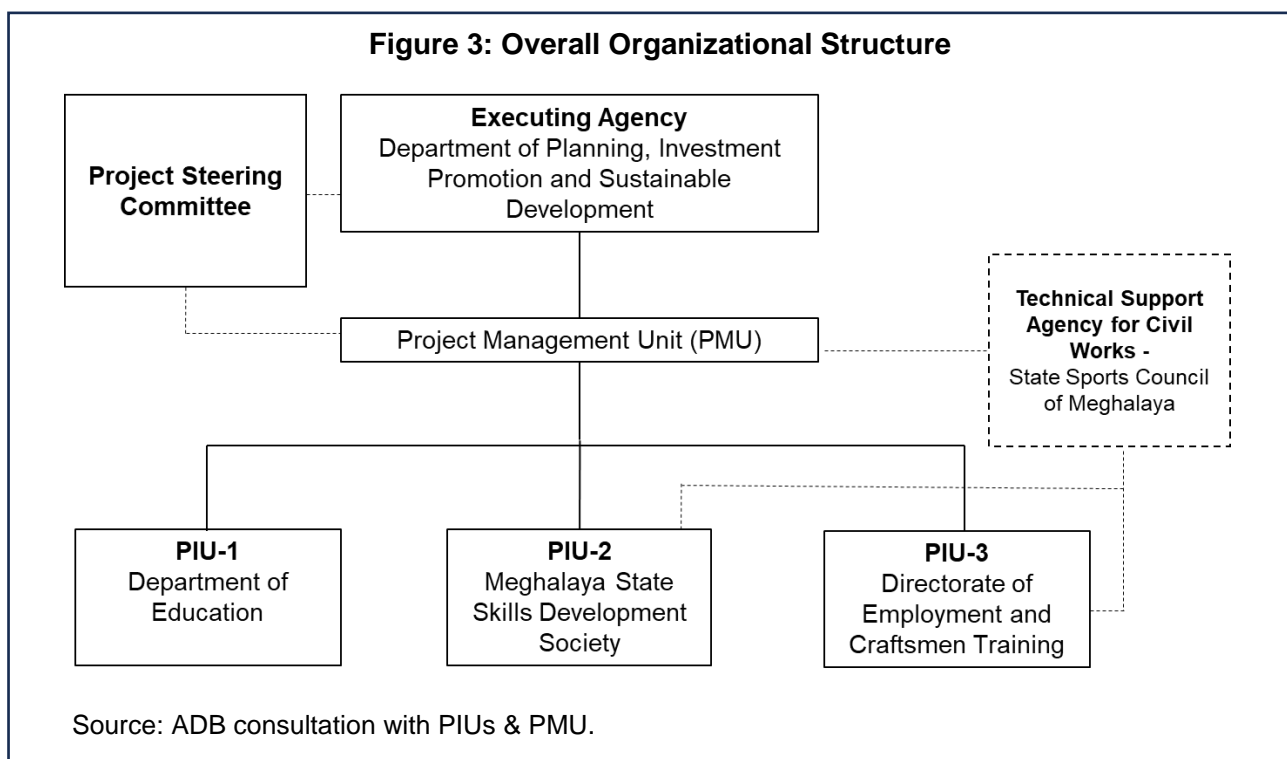 Figure 3: Overall Organizational Structure
Project Steering
Committee
Executing Agency
Department of Planning, Investment
Promotion and Sustainable
Development
Project Management Unit (PMU)
Technical Support
Agency for Civil
Works -
State Sports Council
of Meghalaya
PIU-1
Department of
Education
PIU-2
Meghalaya State
Skills Development
Society
PIU-3
Directorate of
Employment and
Craftsmen Training
Source: ADB consultation with PIUs & PMU.